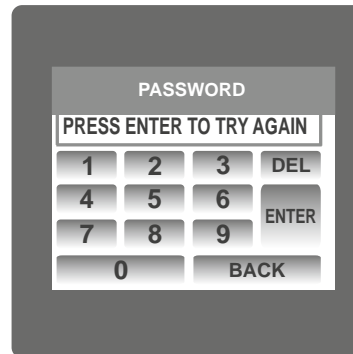 PASSWORD
PRESS ENTER TO TRY AGAIN
1 2 3 DEL
4 5 6 ENTER
7 8 9
0 BACK